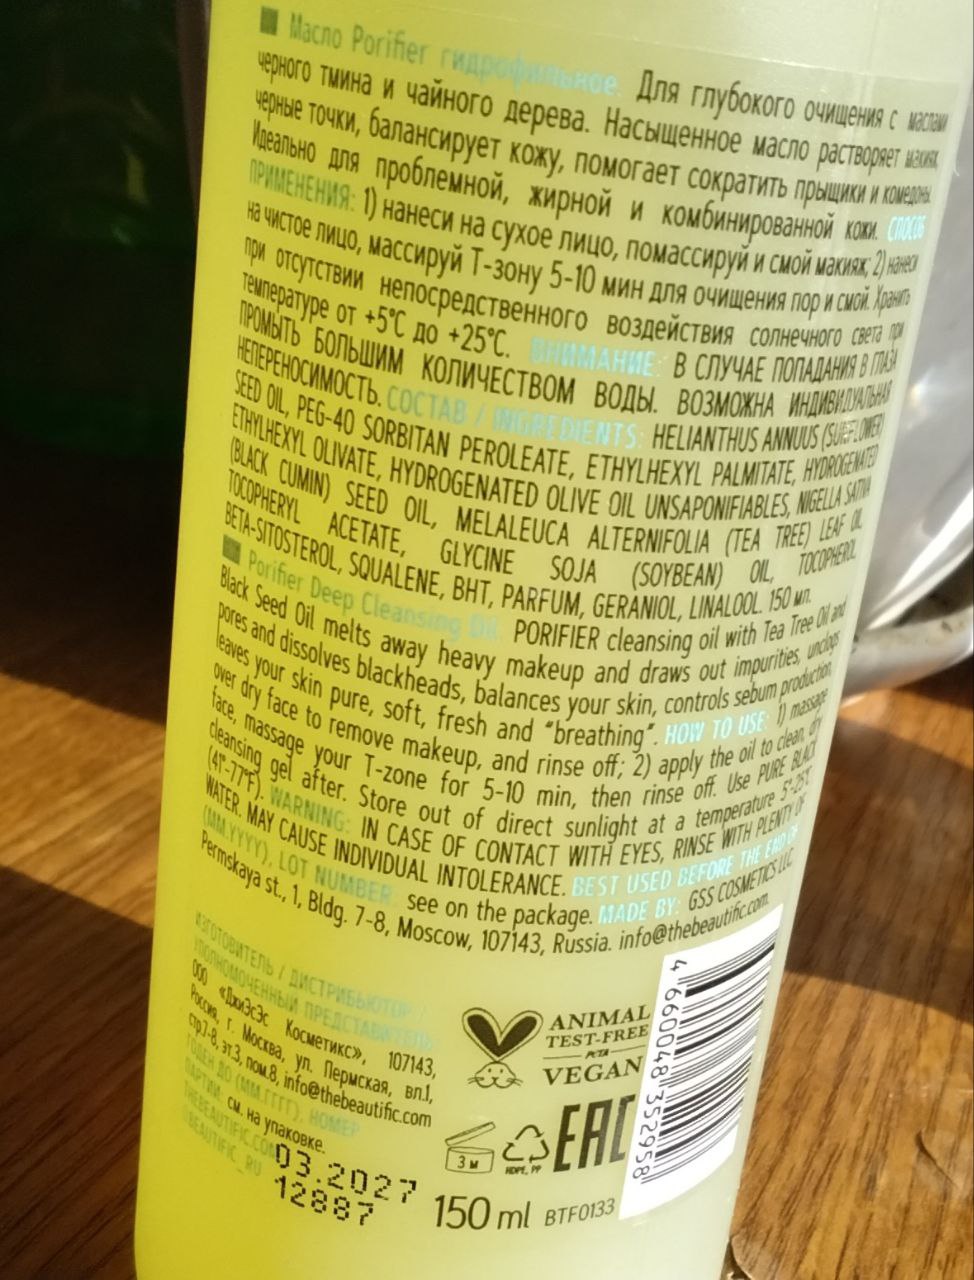 Масло Porifier гидрофильное. Для глубокого очищения с маслами
черного тмина и чайного дерева. Насыщенное масло растворяет макияж,
черные точки, балансирует кожу, помогает сократить прыщики и комедоны.
Идеально для проблемной, жирной и комбинированной кожи. СПОСОБ
ПРИМЕНЕНИЯ: 1) нанеси на сухое лицо, помассируй и смой макияж; 2) нанеси
на чистое лицо, массируй Т-зону 5-10 мин для очищения пор и смой. Хранить
при отсутствии непосредственного воздействия солнечного света при
температуре от +5°C до +25°C. ВНИМАНИЕ: В СЛУЧАЕ ПОПАДАНИЯ В ГЛАЗА
ПРОМЫТЬ БОЛЬШИМ КОЛИЧЕСТВОМ ВОДЫ. ВОЗМОЖНА ИНДИВИДУАЛЬНАЯ
НЕПЕРЕНОСИМОСТЬ. СОСТАВ / INGREDIENTS: HELIANTHUS ANNUUS (SUNFLOWER)
SEED OIL, PEG-40 SORBITAN PEROLEATE, ETHYLHEXYL PALMITATE, HYDROGENATED
ETHYLHEXYL OLIVATE, HYDROGENATED OLIVE OIL UNSAPONIFIABLES, NIGELLA SATIVA
(BLACK CUMIN) SEED OIL, MELALEUCA ALTERNIFOLIA (TEA TREE) LEAF OIL,
TOCOPHERYL ACETATE, GLYCINE SOJA (SOYBEAN) OIL, TOCOPHEROL,
BETA-SITOSTEROL, SQUALENE, BHT, PARFUM, GERANIOL, LINALOOL. 150 мл.
Porifier Deep Cleansing Oil. PORIFIER cleansing oil with Tea Tree Oil and
Black Seed Oil melts away heavy makeup and draws out impurities, unclogs
pores and dissolves blackheads, balances your skin, controls sebum production,
leaves your skin pure, soft, fresh and “breathing”. HOW TO USE: 1) massage
over dry face to remove makeup, and rinse off; 2) apply the oil to clean, dry
face, massage your T-zone for 5-10 min, then rinse off. Use PURE BLACK
cleansing gel after. Store out of direct sunlight at a temperature 5°-25°C
(41°-77°F). WARNING: IN CASE OF CONTACT WITH EYES, RINSE WITH PLENTY OF
WATER. MAY CAUSE INDIVIDUAL INTOLERANCE. BEST USED BEFORE THE END OF
(MM.YYYY), LOT NUMBER: see on the package. MADE BY: GSS COSMETICS LLC,
Permskaya st., 1, Bldg. 7-8, Moscow, 107143, Russia. info@thebeautific.com.
ИЗГОТОВИТЕЛЬ / ДИСТРИБЬЮТОР /
УПОЛНОМОЧЕННЫЙ ПРЕДСТАВИТЕЛЬ:
ООО «ДжиЭсЭс Косметикс», 107143,
Россия, г. Москва, ул. Пермская, вл.1,
стр.7-8, эт.3, пом.8, info@thebeautific.com
ГОДЕН ДО (ММ.ГГГГ). НОМЕР
ПАРТИИ: см. на упаковке.
THEBEAUTIFIC.COM
@BEAUTIFIC_RU
03.2027
12887
ANIMAL
TEST-FREE
PETA
VEGAN
3 м
HDPE, PP
EAC
150 ml BTF0133
4 660048 352958